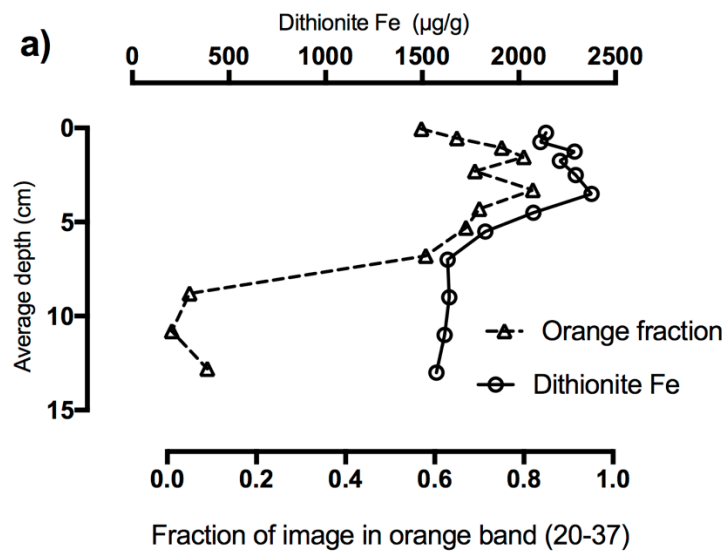 a)
Dithionite Fe (µg/g)
0 500 1000 1500 2000 2500
Average depth (cm)
0
5
10
15
Orange fraction
Dithionite Fe
0.0 0.2 0.4 0.6 0.8 1.0
Fraction of image in orange band (20-37)